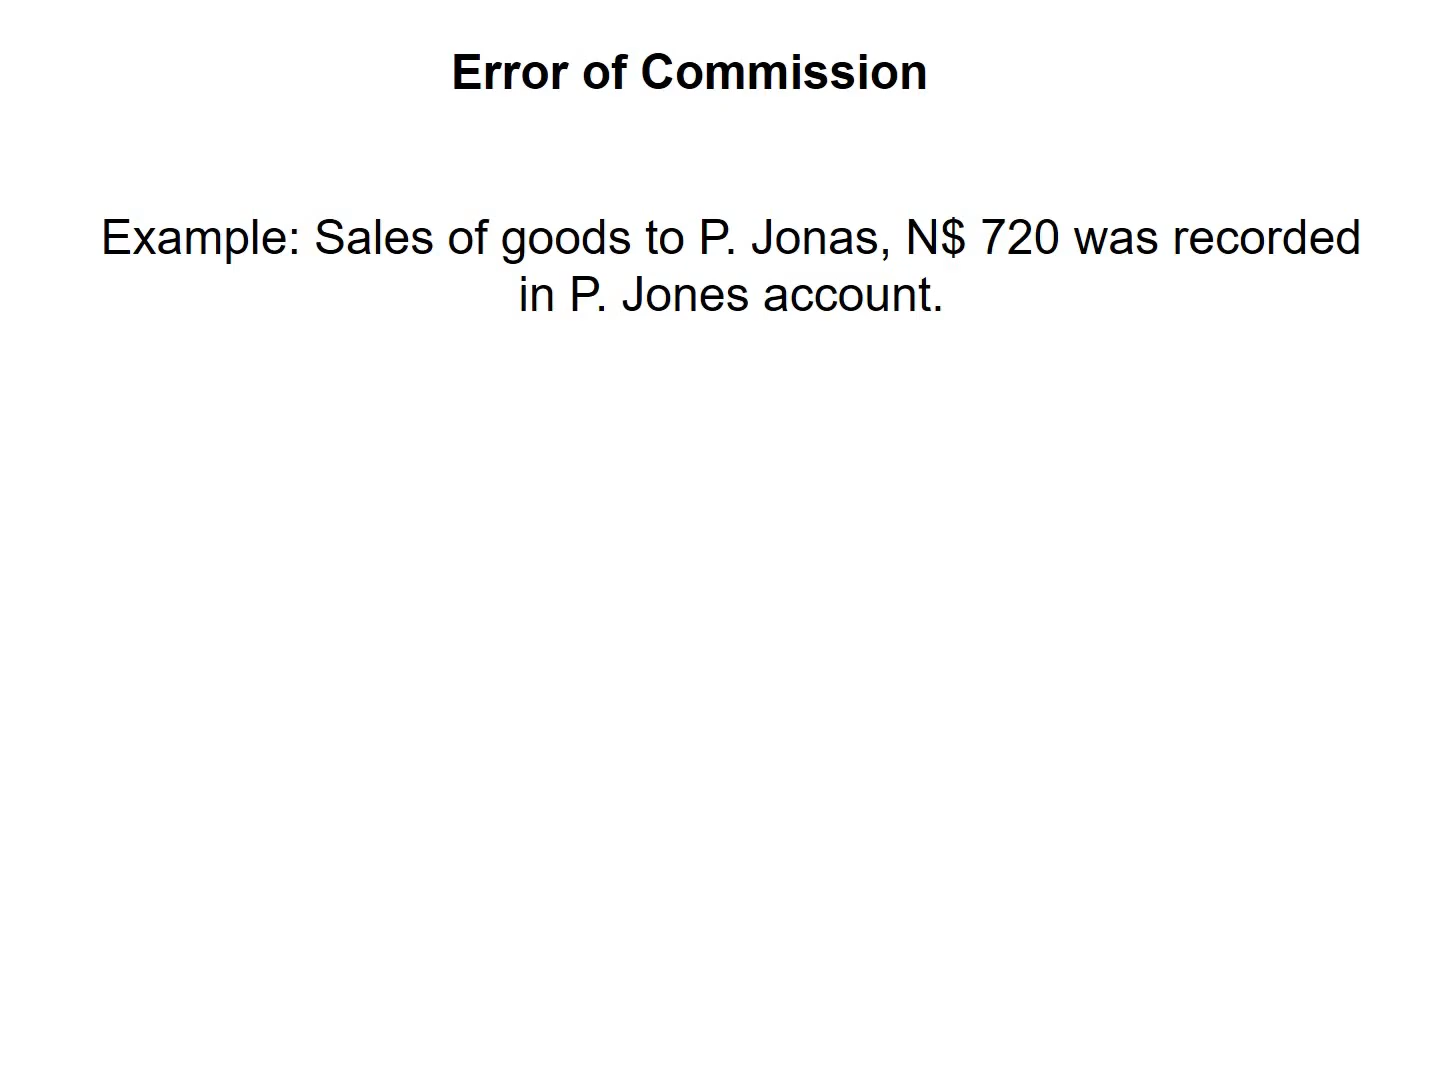 Error of Commission
Example: Sales of goods to P. Jonas, N$ 720 was recorded
in P. Jones account.